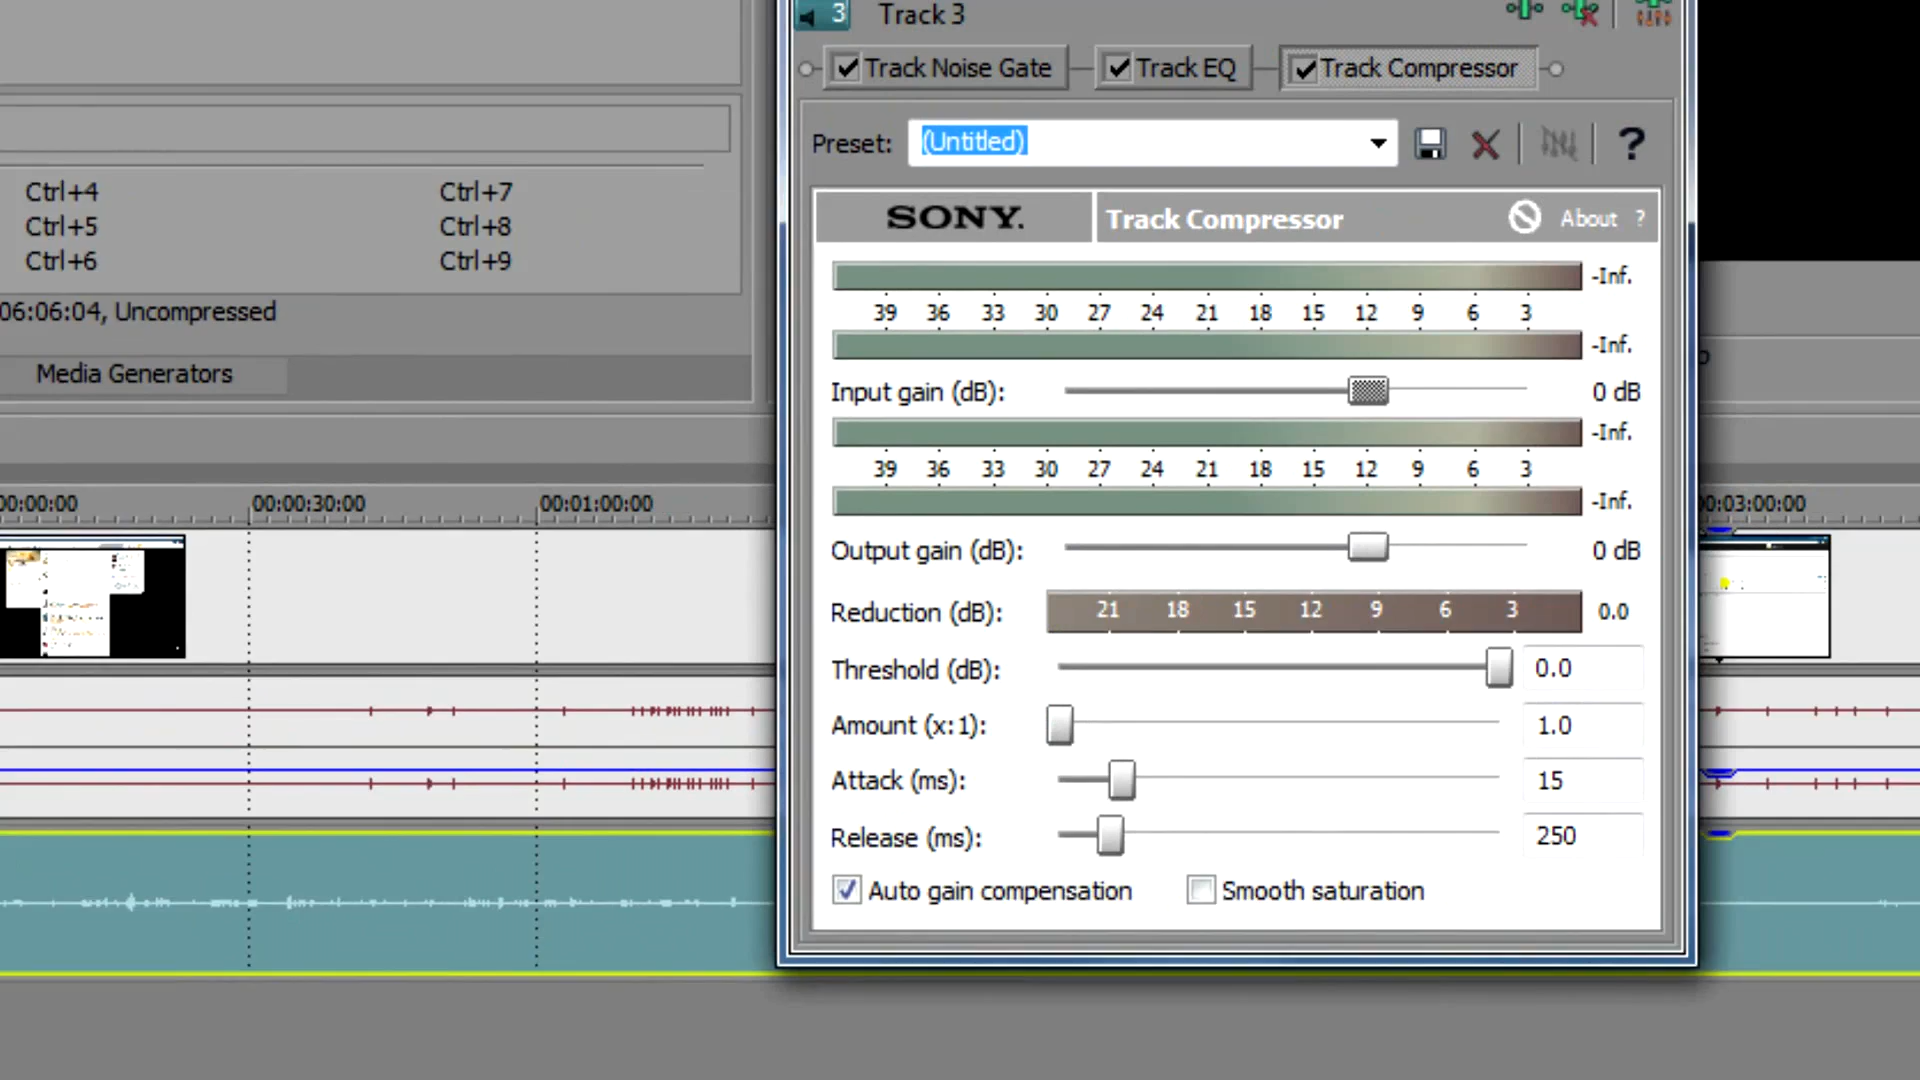 3 Track 3
Track Noise Gate Track EQ Track Compressor
Preset: (Untitled) ?
SONY. Track Compressor About ?
-Inf.
39 36 33 30 27 24 21 18 15 12 9 6 3
-Inf.
Input gain (dB): 0 dB
-Inf.
39 36 33 30 27 24 21 18 15 12 9 6 3
-Inf.
Output gain (dB): 0 dB
Reduction (dB): 21 18 15 12 9 6 3 0.0
Threshold (dB): 0.0
Amount (x:1): 1.0
Attack (ms): 15
Release (ms): 250
Auto gain compensation Smooth saturation
Ctrl+4 Ctrl+7
Ctrl+5 Ctrl+8
Ctrl+6 Ctrl+9
06:06:04, Uncompressed
Media Generators
00:00:00 00:00:30:00 00:01:00:00 00:03:00:00